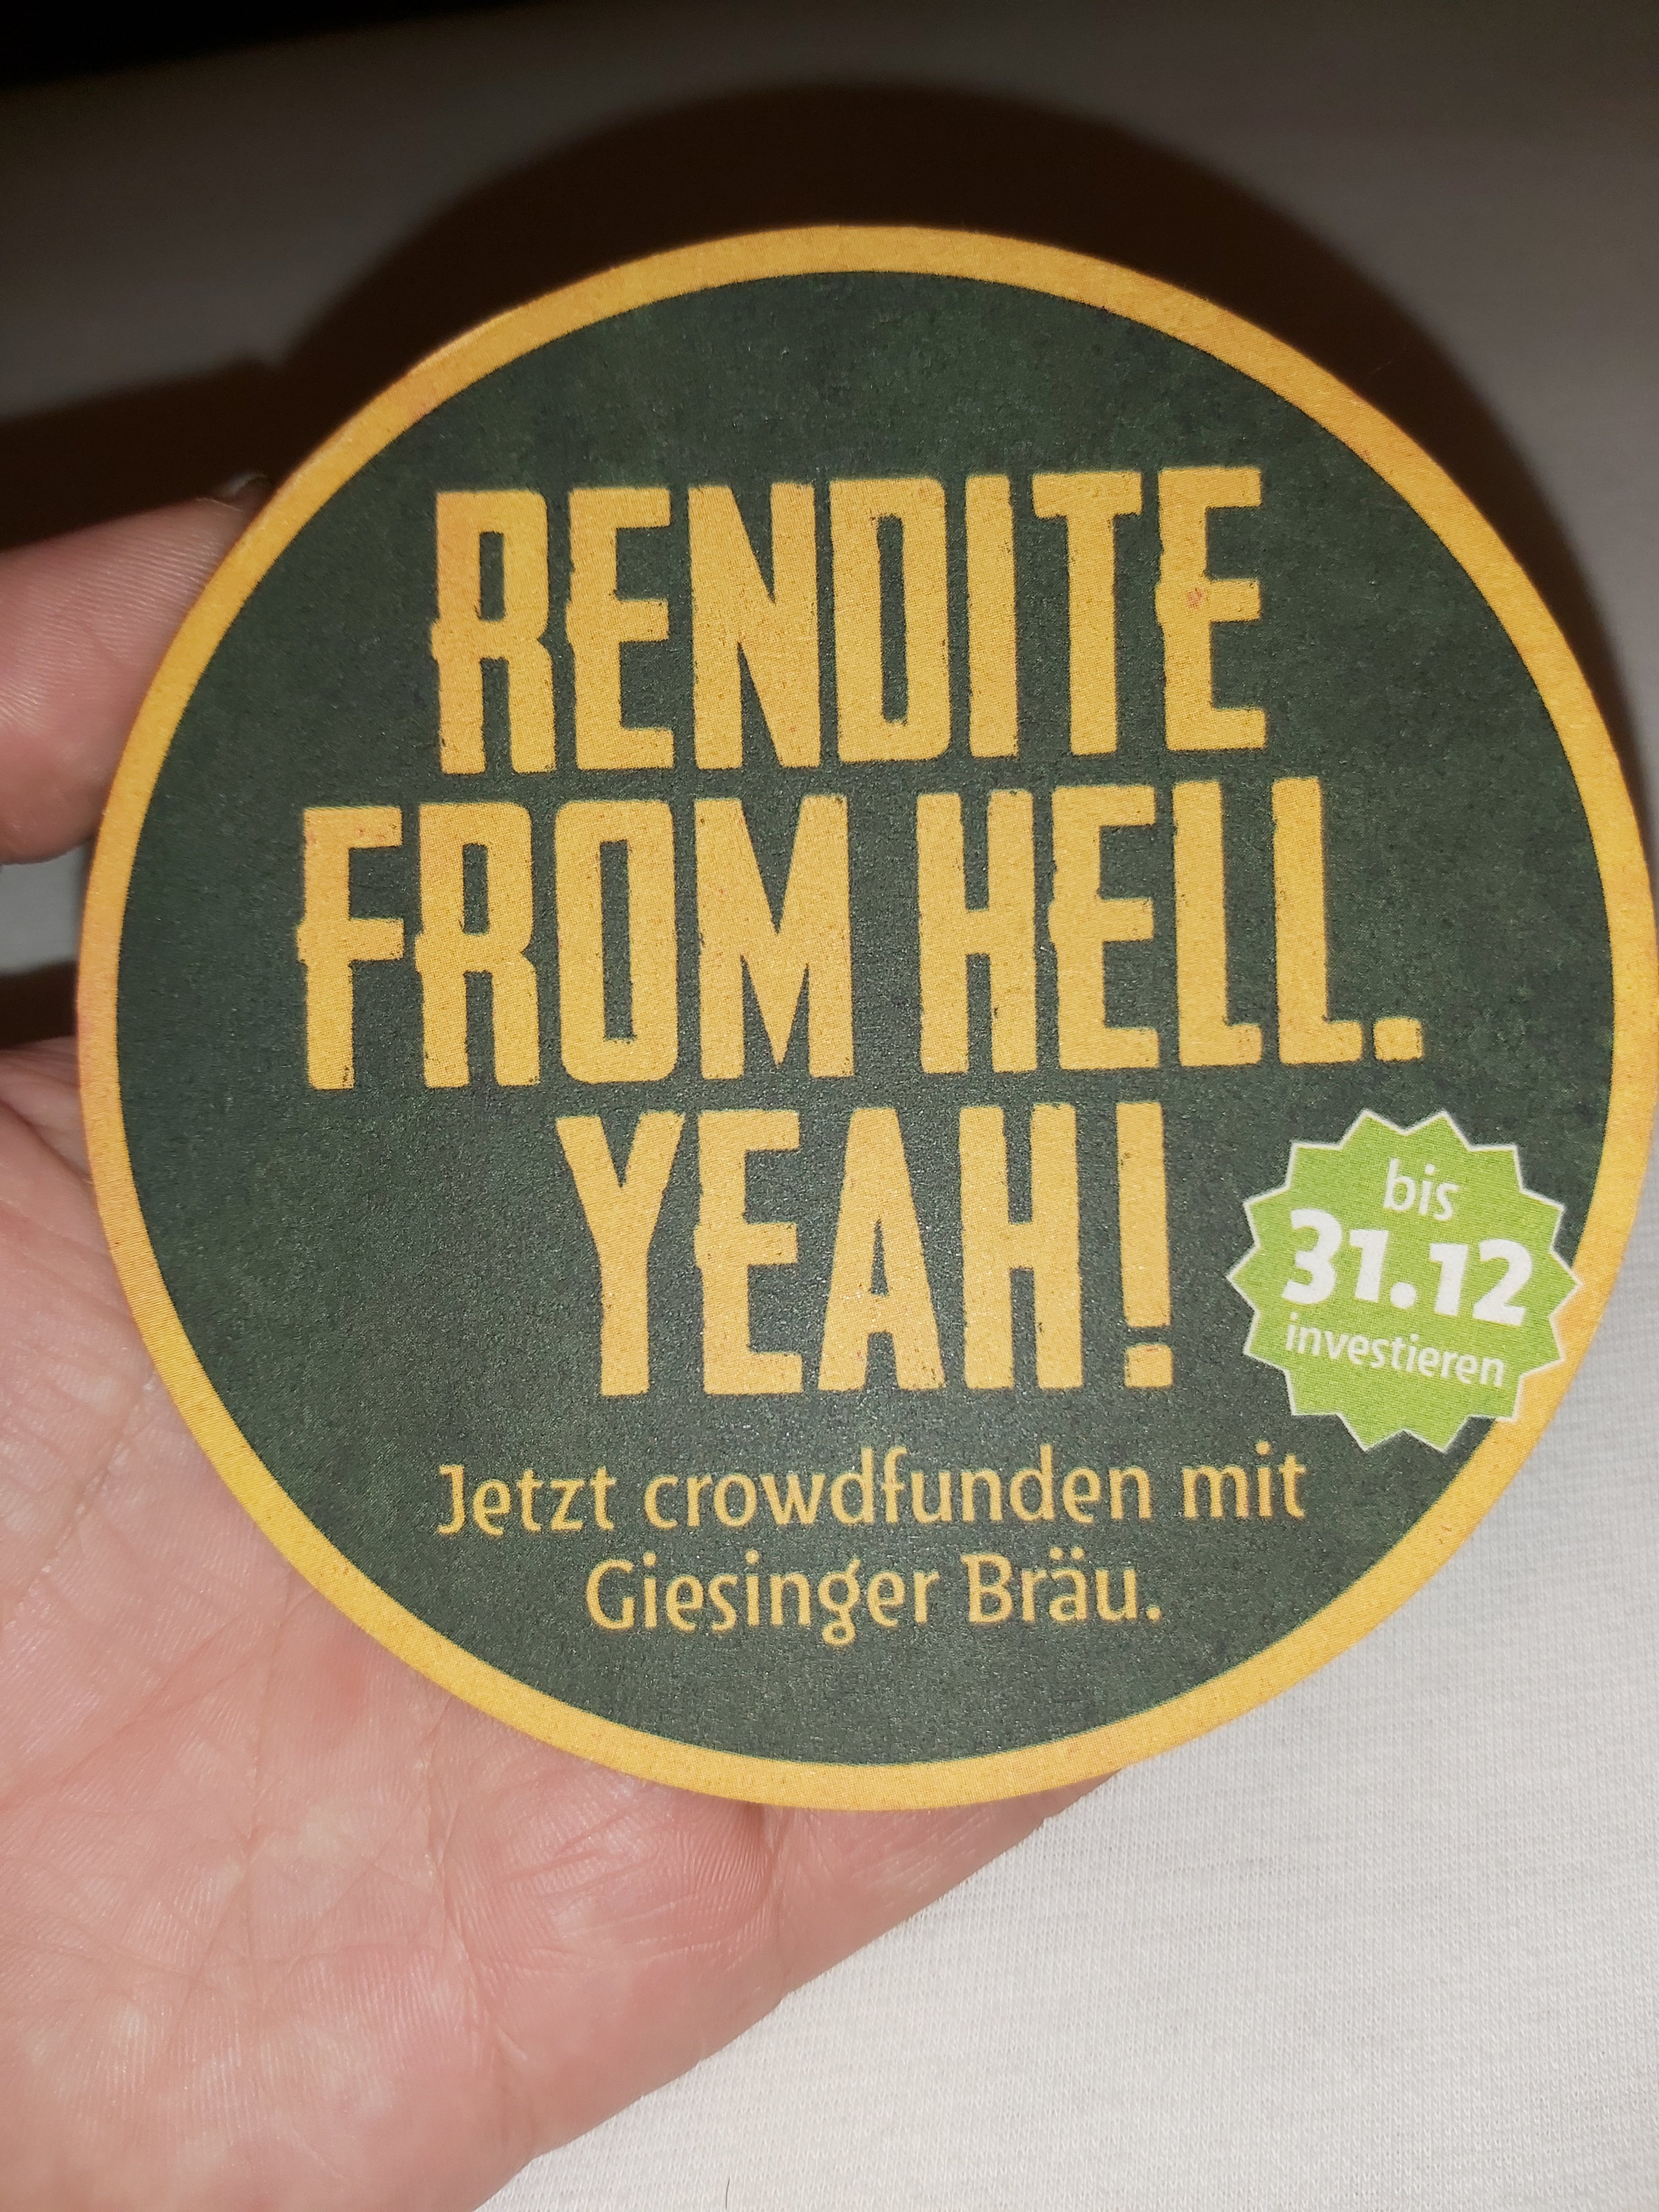 RENDITE
FROM HELL.
YEAH!
bis
31.12
investieren
Jetzt crowdfunden mit
Giesinger Bräu.